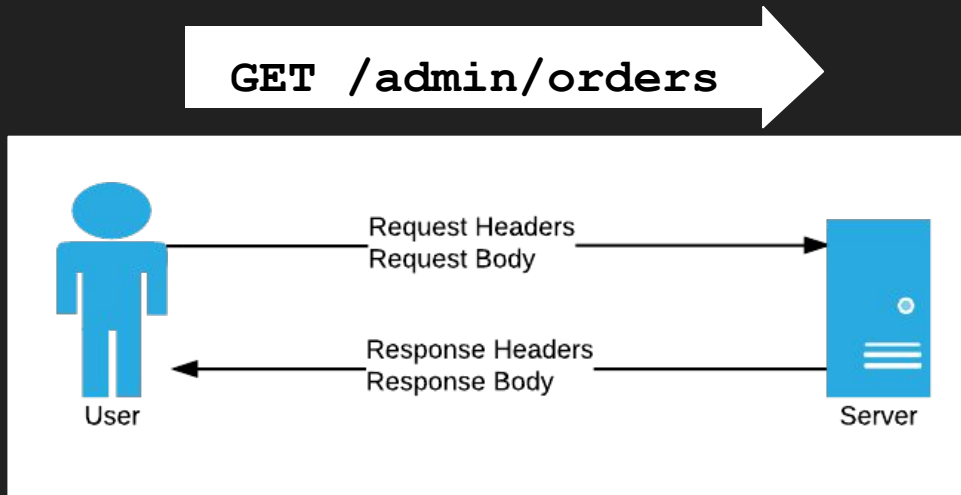 GET /admin/orders
Request Headers
Request Body
Response Headers
Response Body
User
Server